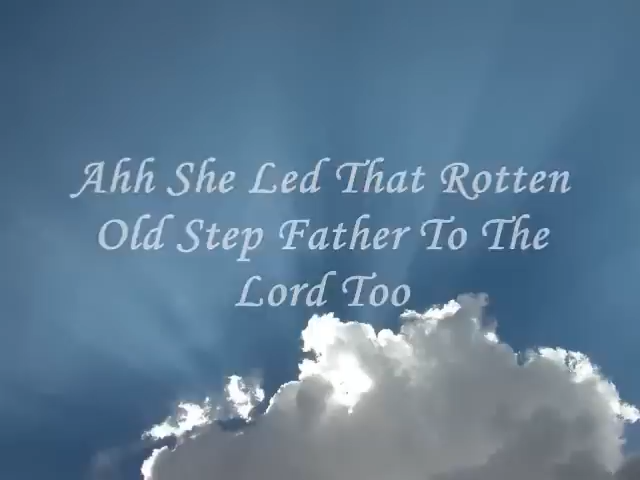 Ahh She Led That Rotten
Old Step Father To The
Lord Too